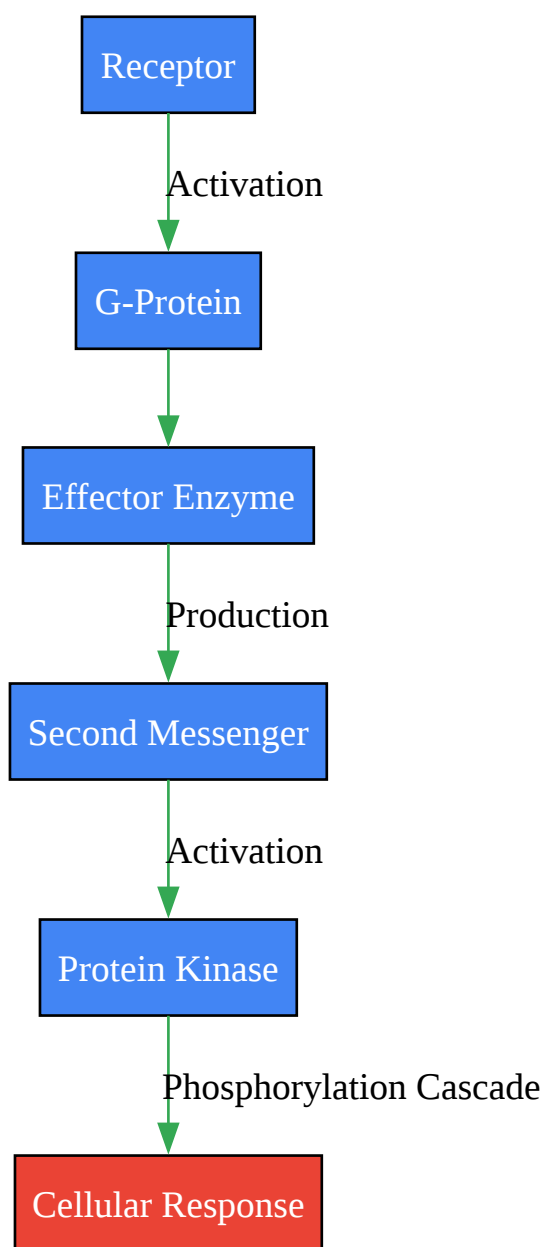 Receptor
Activation
G-Protein
Effector Enzyme
Production
Second Messenger
Activation
Protein Kinase
Phosphorylation Cascade
Cellular Response